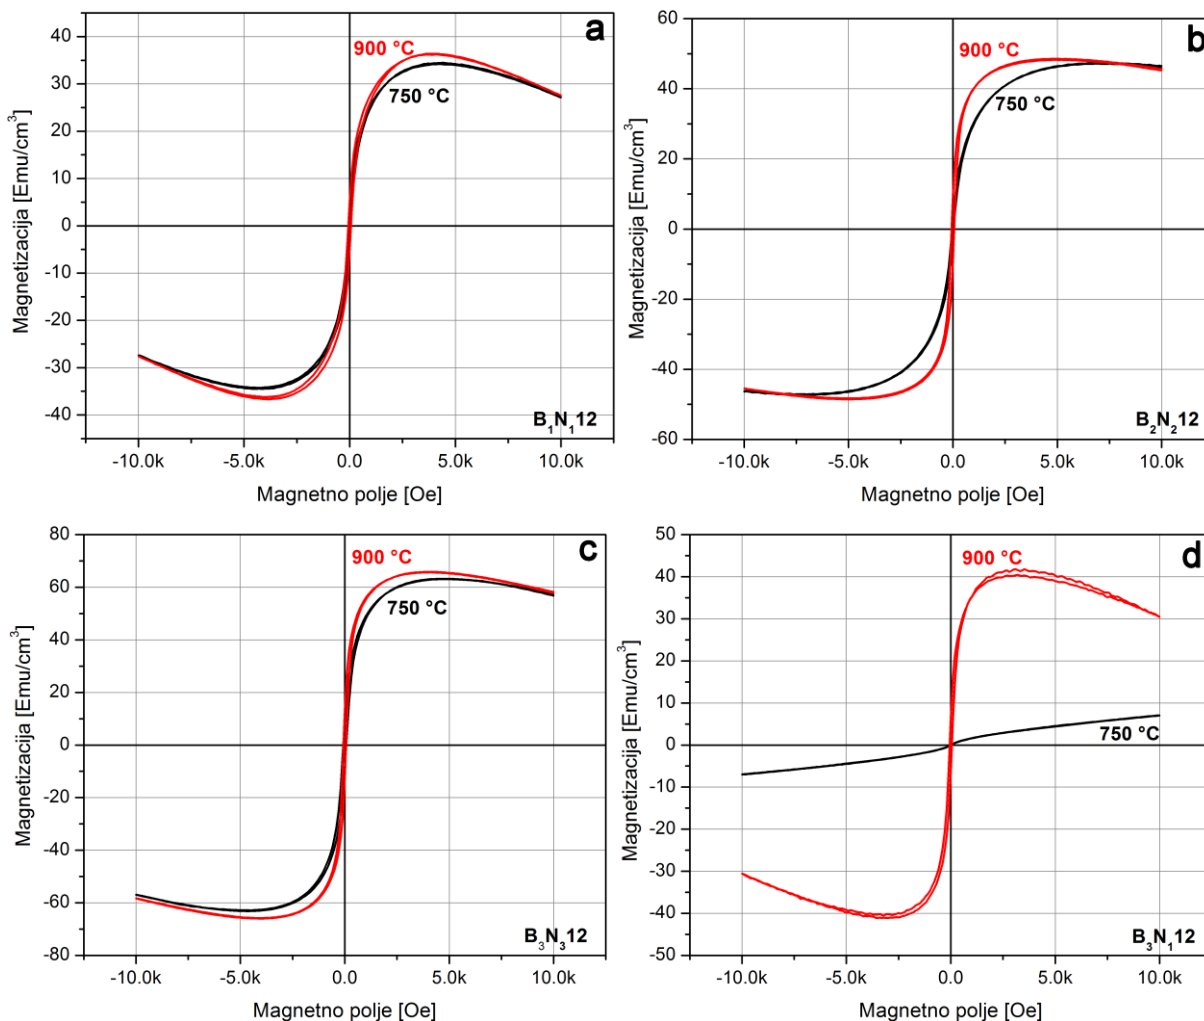 a
40
30
20
10
0
-10
-20
-30
-40
Magnetizacija [Emu/cm³]
900 °C
750 °C
B₁N₁12
-10.0k -5.0k 0.0 5.0k 10.0k
Magnetno polje [Oe]
b
60
40
20
0
-20
-40
-60
Magnetizacija [Emu/cm³]
900 °C
750 °C
B₂N₂12
-10.0k -5.0k 0.0 5.0k 10.0k
Magnetno polje [Oe]
c
80
60
40
20
0
-20
-40
-60
-80
Magnetizacija [Emu/cm³]
900 °C
750 °C
B₃N₃12
-10.0k -5.0k 0.0 5.0k 10.0k
Magnetno polje [Oe]
d
50
40
30
20
10
0
-10
-20
-30
-40
-50
Magnetizacija [Emu/cm³]
900 °C
750 °C
B₃N₁12
-10.0k -5.0k 0.0 5.0k 10.0k
Magnetno polje [Oe]